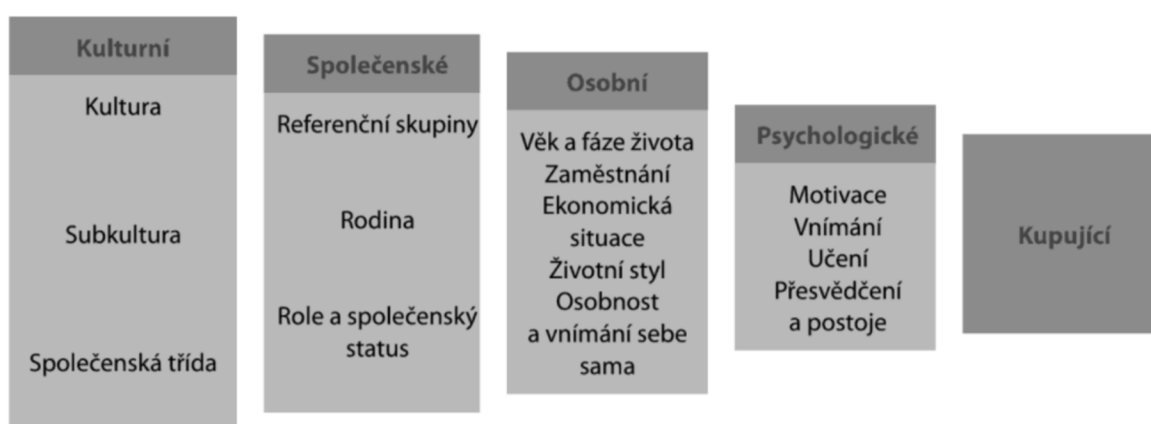 Kulturní
Kultura
Subkultura
Společenská třída
Společenské
Referenční skupiny
Rodina
Role a společenský
status
Osobní
Věk a fáze života
Zaměstnání
Ekonomická
situace
Životní styl
Osobnost
a vnímání sebe
sama
Psychologické
Motivace
Vnímání
Učení
Přesvědčení
a postoje
Kupující